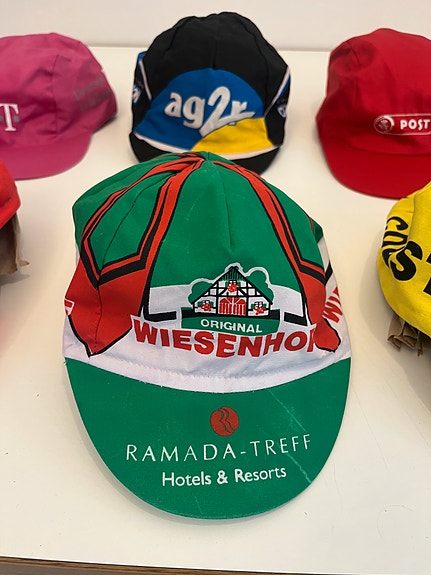 T
ag2r
POST
ORIGINAL
WIESENHOF
RAMADA-TREFF
Hotels & Resorts